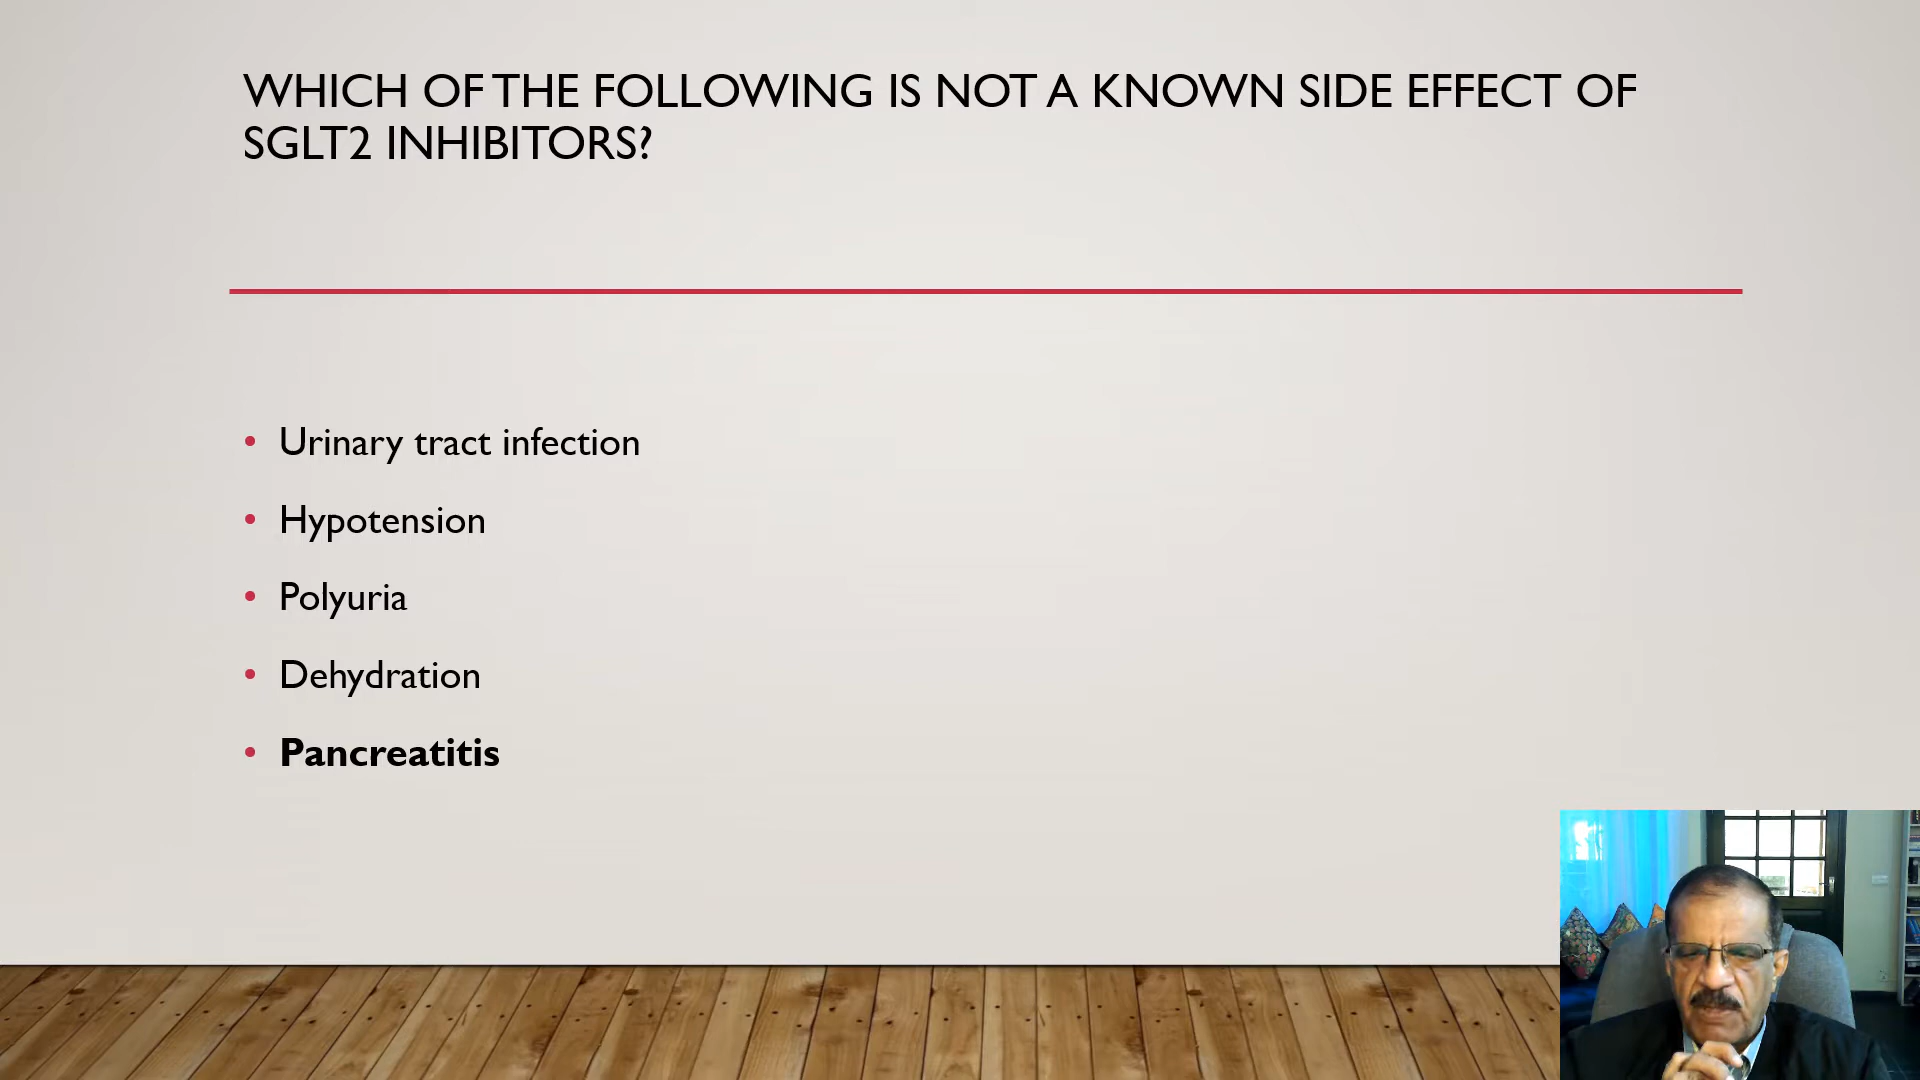 WHICH OF THE FOLLOWING IS NOT A KNOWN SIDE EFFECT OF
SGLT2 INHIBITORS?
• Urinary tract infection
• Hypotension
• Polyuria
• Dehydration
• Pancreatitis